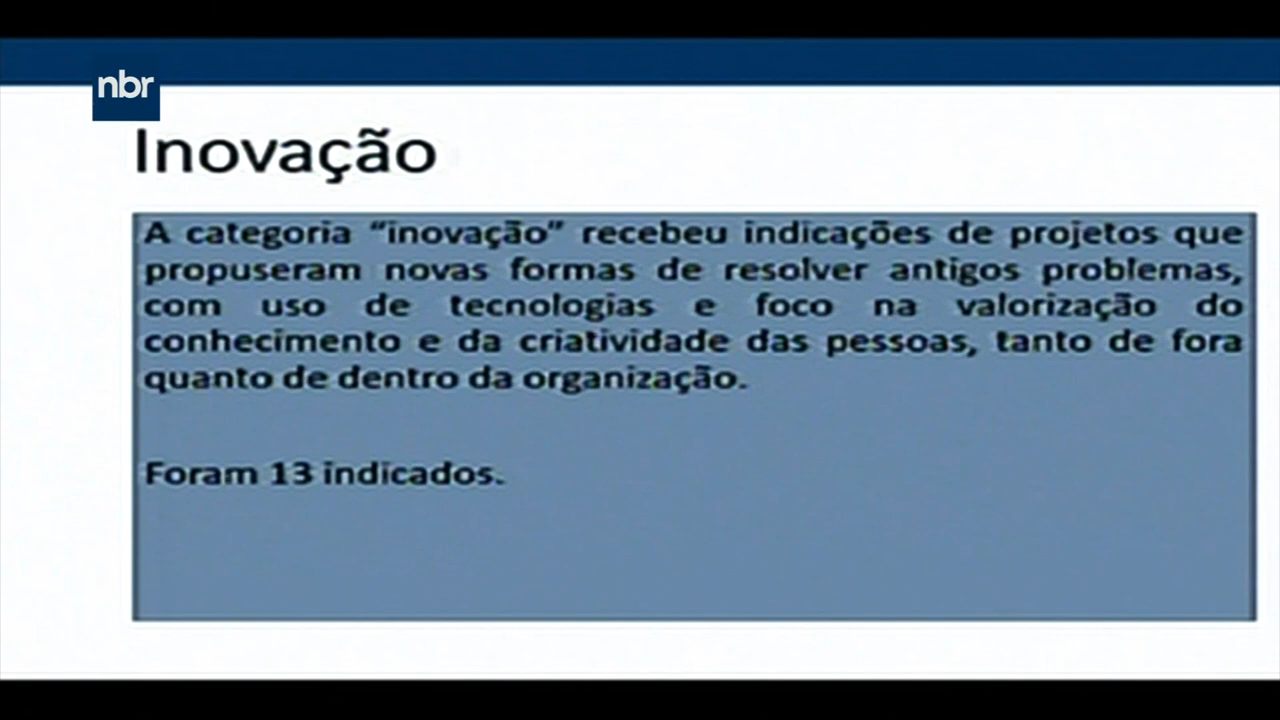 nbr
Inovação
A categoria “inovação” recebeu indicações de projetos que
propuseram novas formas de resolver antigos problemas,
com uso de tecnologias e foco na valorização do
conhecimento e da criatividade das pessoas, tanto de fora
quanto de dentro da organização.
Foram 13 indicados.